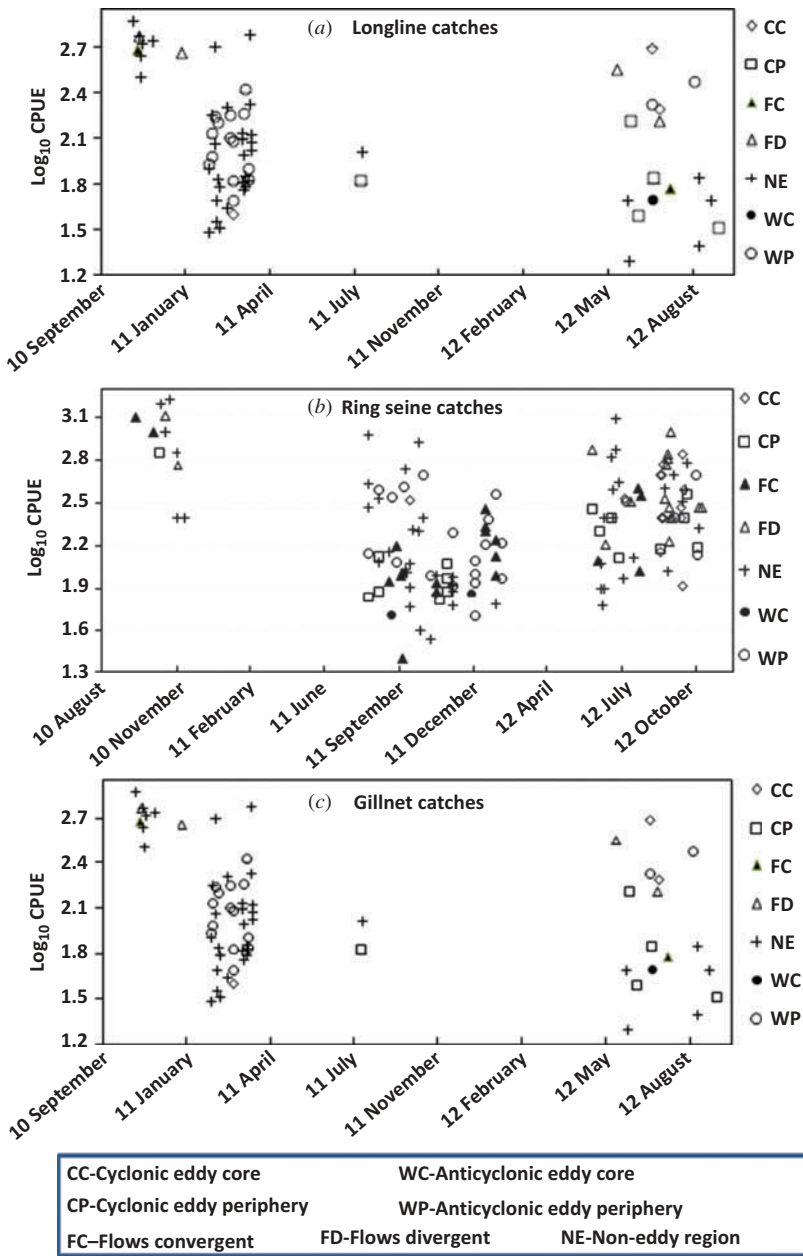 (a) Longline catches
2.7
2.4
2.1
1.8
1.5
1.2
Log10 CPUE
10 September
11 January
11 April
11 July
11 November
12 February
12 May
12 August
CC
CP
FC
FD
NE
WC
WP
(b) Ring seine catches
3.1
2.8
2.5
2.2
1.9
1.6
1.3
Log10 CPUE
10 August
10 November
11 February
11 June
11 September
11 December
12 April
12 July
12 October
CC
CP
FC
FD
NE
WC
WP
(c) Gillnet catches
2.7
2.4
2.1
1.8
1.5
1.2
Log10 CPUE
10 September
11 January
11 April
11 July
11 November
12 February
12 May
12 August
CC
CP
FC
FD
NE
WC
WP
CC-Cyclonic eddy core WC-Anticyclonic eddy core
CP-Cyclonic eddy periphery WP-Anticyclonic eddy periphery
FC–Flows convergent FD-Flows divergent NE-Non-eddy region